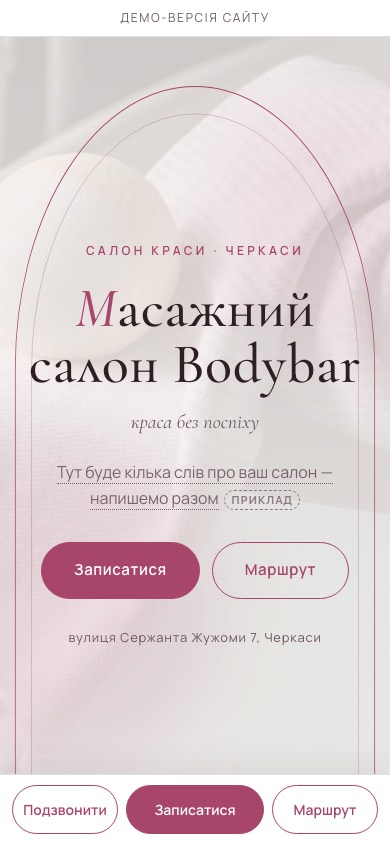 ДЕМО-ВЕРСІЯ САЙТУ
САЛОН КРАСИ · ЧЕРКАСИ
Масажний
салон Bodybar
краса без поспіху
Тут буде кілька слів про ваш салон —
напишемо разом ПРИКЛАД
Записатися Маршрут
вулиця Сержанта Жужоми 7, Черкаси
Подзвонити Записатися Маршрут